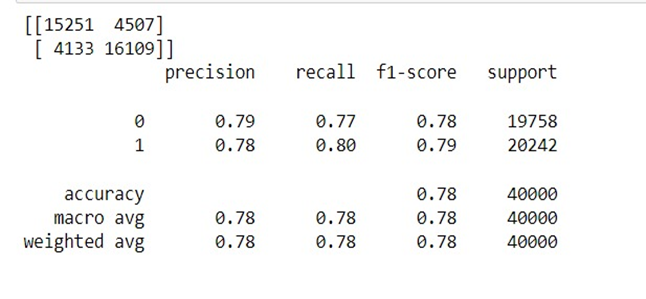 [[15251  4507]
 [ 4133 16109]]
              precision    recall  f1-score   support

           0       0.79      0.77      0.78     19758
           1       0.78      0.80      0.79     20242

    accuracy                           0.78     40000
   macro avg       0.78      0.78      0.78     40000
weighted avg       0.78      0.78      0.78     40000